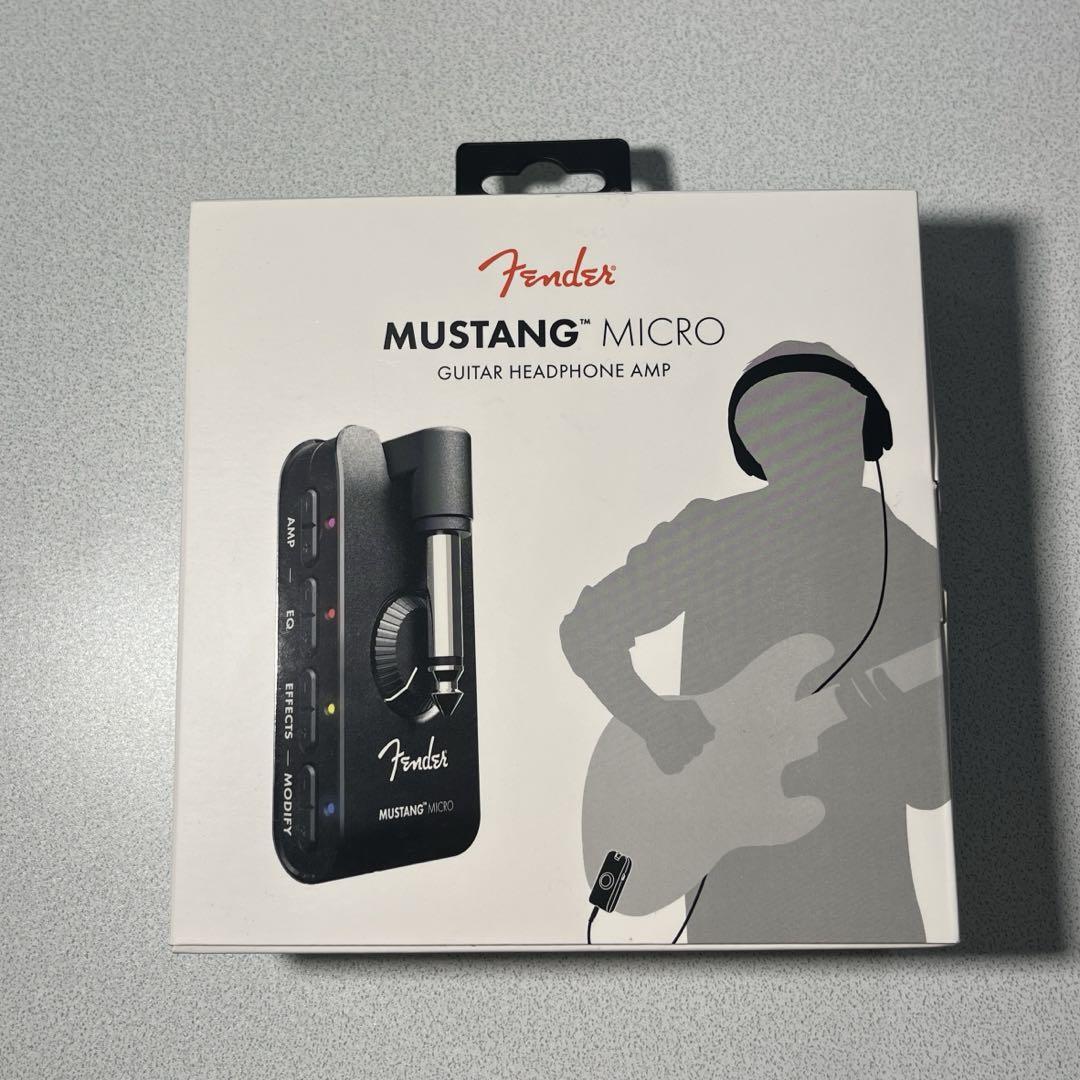 Fender®
MUSTANG™ MICRO
GUITAR HEADPHONE AMP
AMP
EQ
EFFECTS
MODIFY
Fender®
MUSTANG™ MICRO